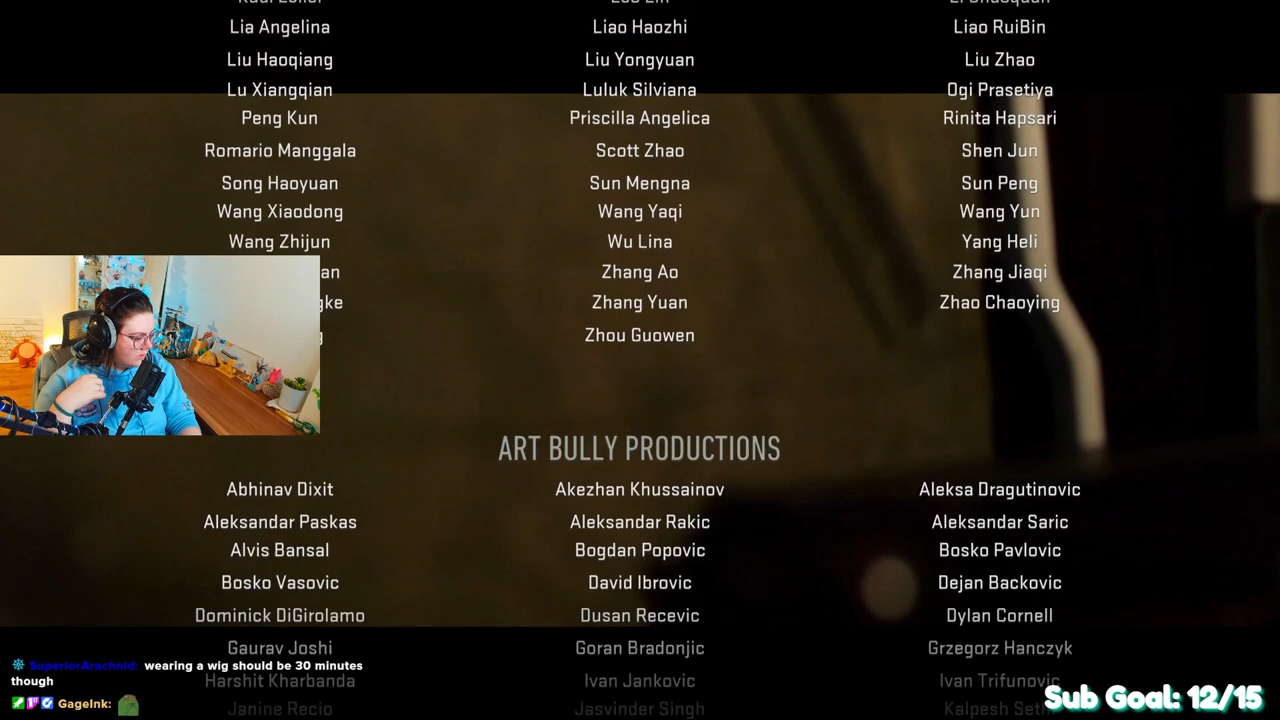 Lia Angelina Liao Haozhi Liao RuiBin
Liu Haoqiang Liu Yongyuan Liu Zhao
Lu Xiangqian Luluk Silviana Ogi Prasetiya
Peng Kun Priscilla Angelica Rinita Hapsari
Romario Manggala Scott Zhao Shen Jun
Song Haoyuan Sun Mengna Sun Peng
Wang Xiaodong Wang Yaqi Wang Yun
Wang Zhijun Wu Lina Yang Heli
Zhang Ao Zhang Jiaqi
Zhang Yuan Zhao Chaoying
Zhou Guowen
ART BULLY PRODUCTIONS
Abhinav Dixit Akezhan Khussainov Aleksa Dragutinovic
Aleksandar Paskas Aleksandar Rakic Aleksandar Saric
Alvis Bansal Bogdan Popovic Bosko Pavlovic
Bosko Vasovic David Ibrovic Dejan Backovic
Dominick DiGirolamo Dusan Recevic Dylan Cornell
Gaurav Joshi Goran Bradonjic Grzegorz Hanczyk
SuperiorArachnid: wearing a wig should be 30 minutes
though
Harshit Kharbanda Ivan Jankovic Ivan Trifunovic
GageInk:
Janine Recio Jasvinder Singh Kalpesh
Sub Goal: 12/15